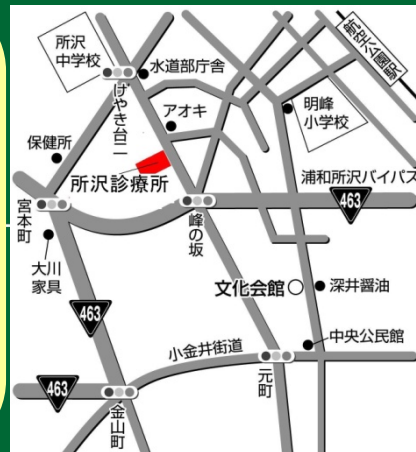 所沢
中学校
水道部庁舎
けやき台二
航空公園駅
アオキ
明峰
小学校
保健所
所沢診療所
浦和所沢バイパス
463
宮本町
峰の坂
大川
家具
文化会館
深井醤油
463
中央公民館
小金井街道
463
金山町
元町